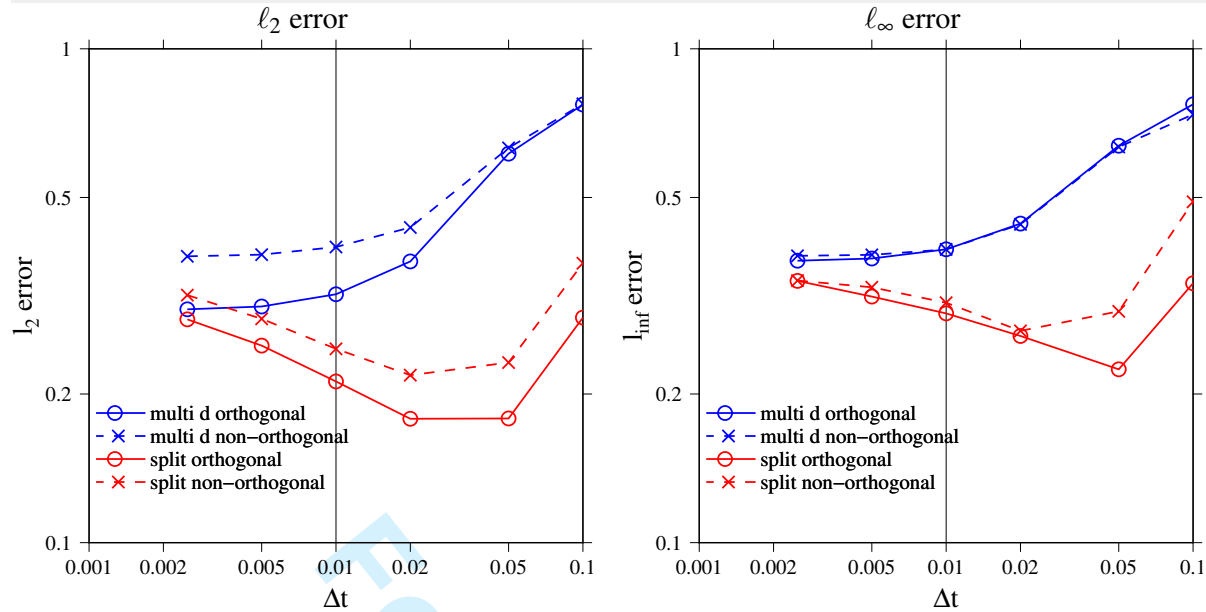 ℓ₂ error
1
0.5
0.2
0.1
l₂ error
multi d orthogonal
multi d non−orthogonal
split orthogonal
split non−orthogonal
0.001 0.002 0.005 0.01 0.02 0.05 0.1
Δt
ℓ∞ error
1
0.5
0.2
0.1
l_inf error
multi d orthogonal
multi d non−orthogonal
split orthogonal
split non−orthogonal
0.001 0.002 0.005 0.01 0.02 0.05 0.1
Δt